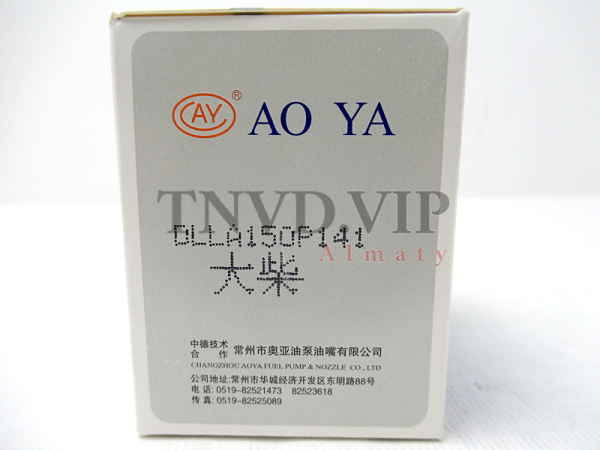 CAY® AO YA
TNVD.VIP
DLLA150P141
Almaty
大柴
中德技术
合作 常州市奥亚油泵油嘴有限公司
CHANGZHOU AOYA FUEL PUMP & NOZZLE CO., LTD
公司地址:常州市华城经济开发区东明路88号
电话: 0519-82521473 82523618
传真: 0519-82525089